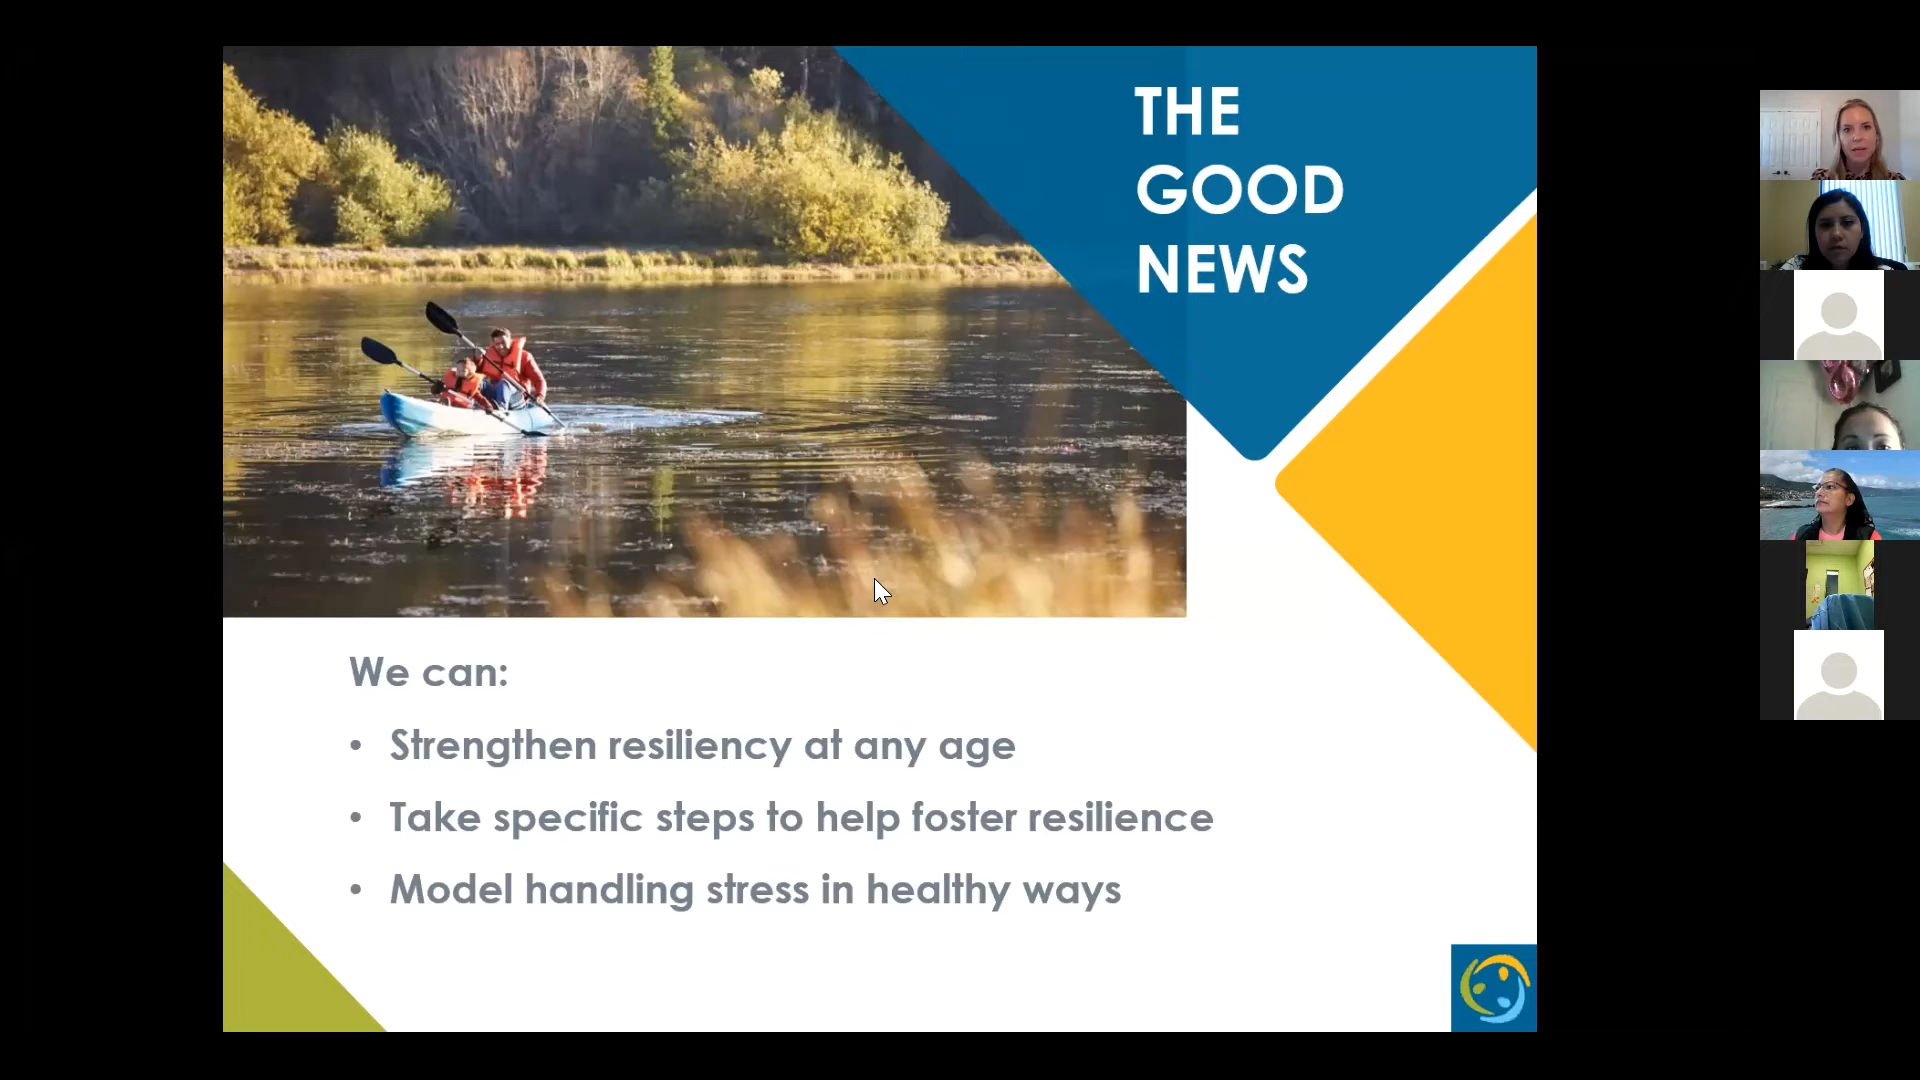 THE
GOOD
NEWS
We can:
• Strengthen resiliency at any age
• Take specific steps to help foster resilience
• Model handling stress in healthy ways